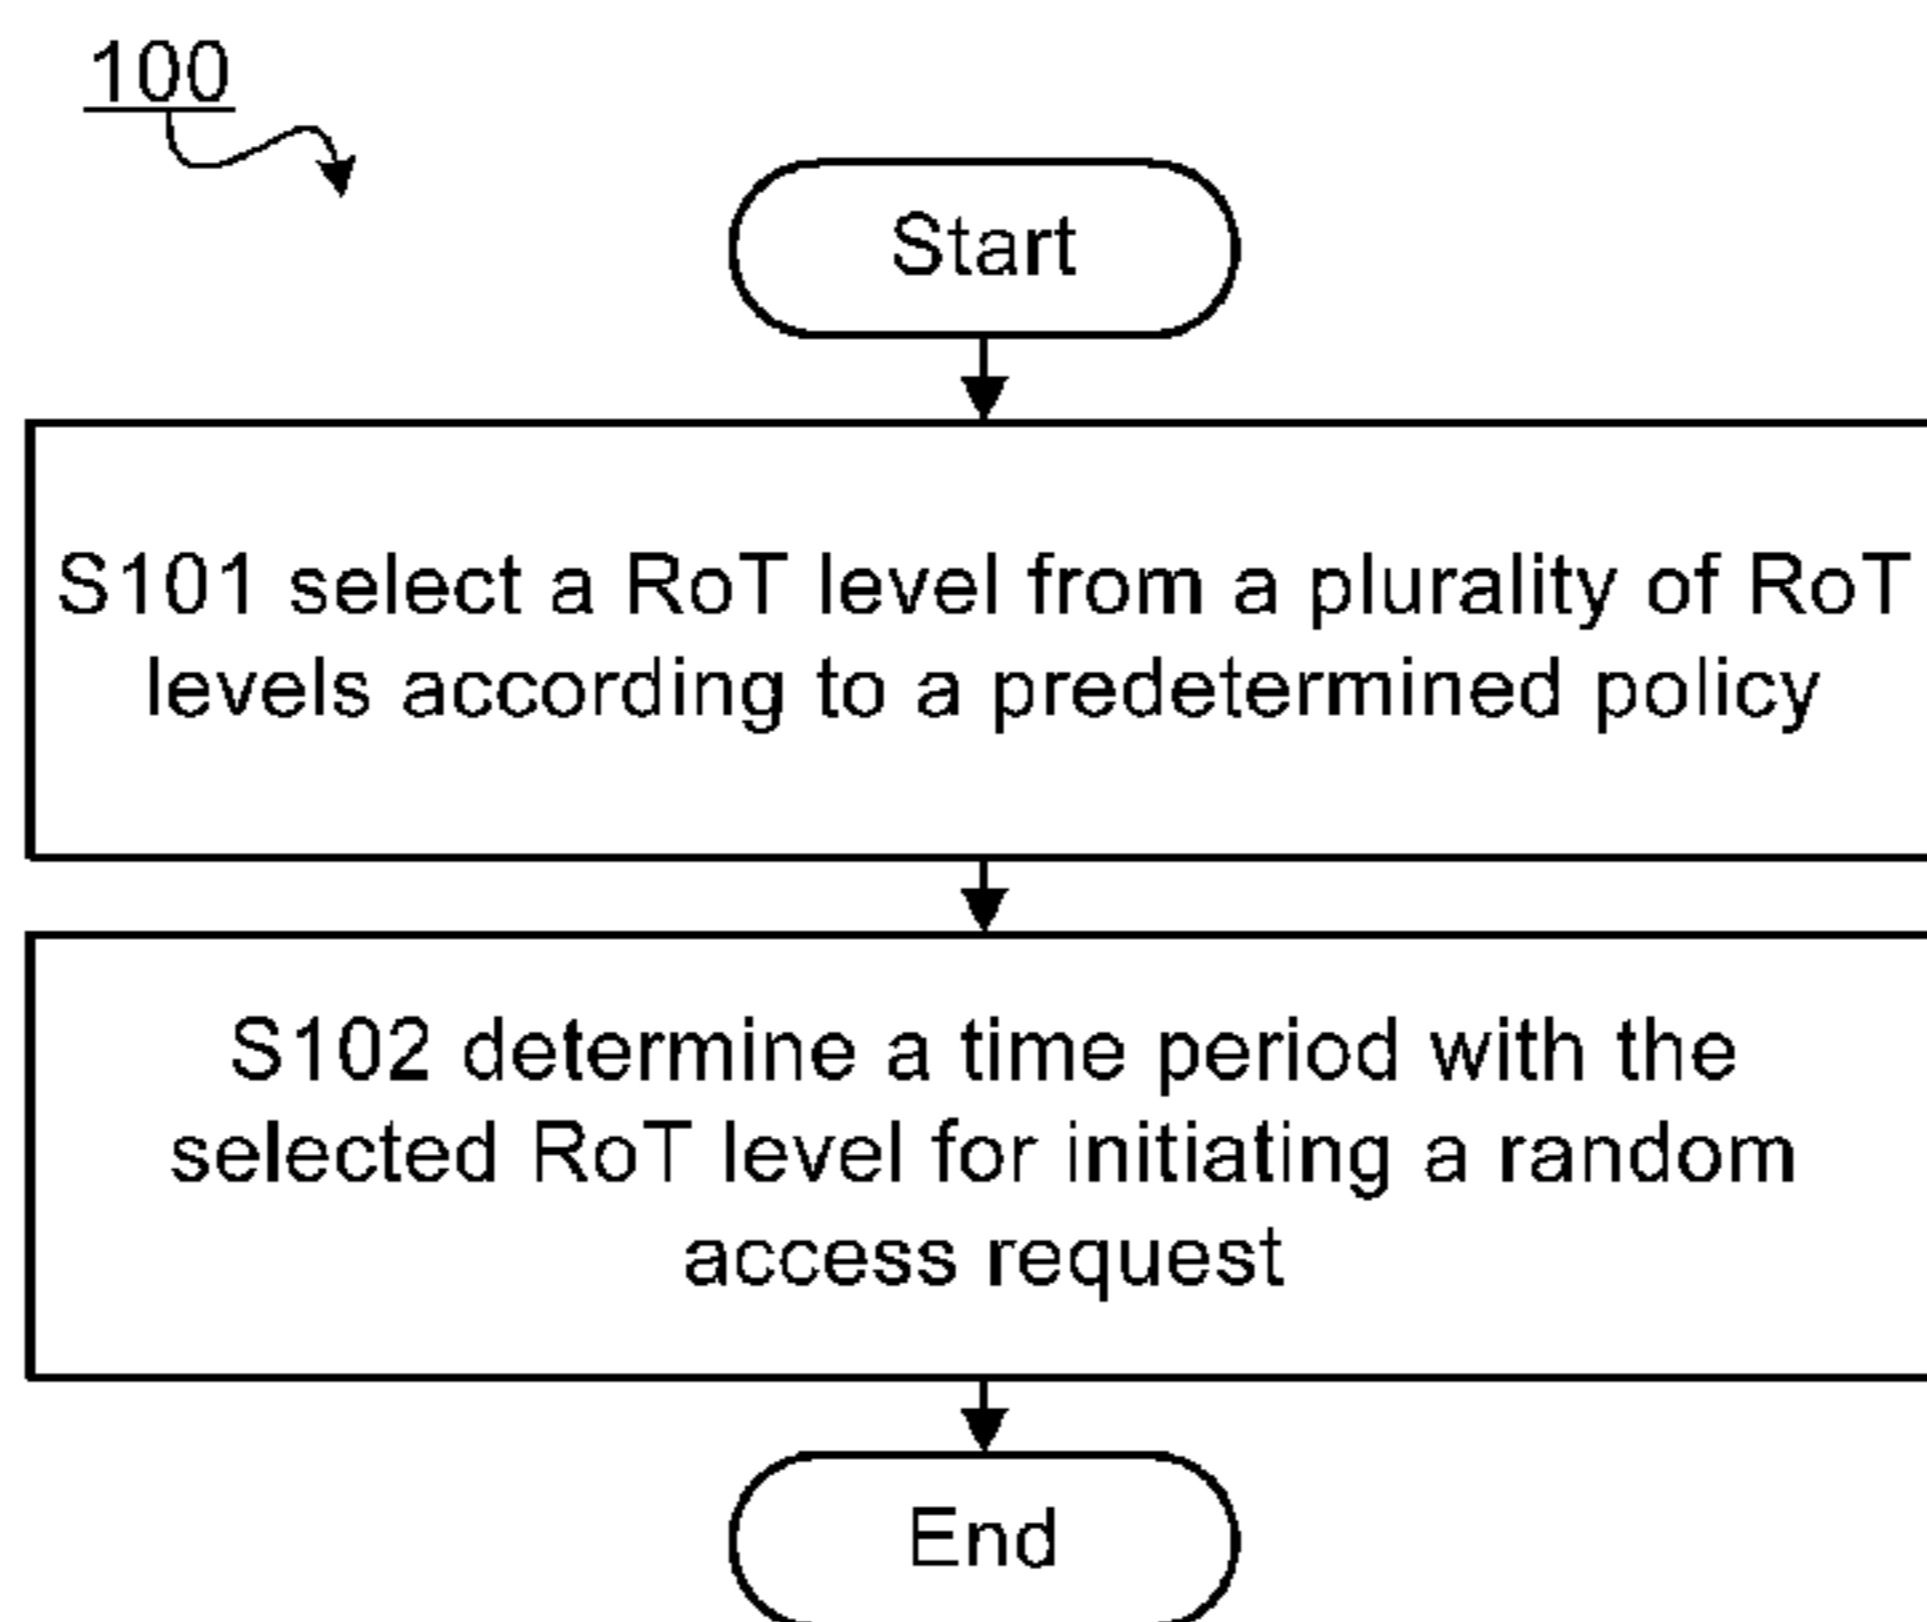 100
Start
S101 select a RoT level from a plurality of RoT
levels according to a predetermined policy
S102 determine a time period with the
selected RoT level for initiating a random
access request
End